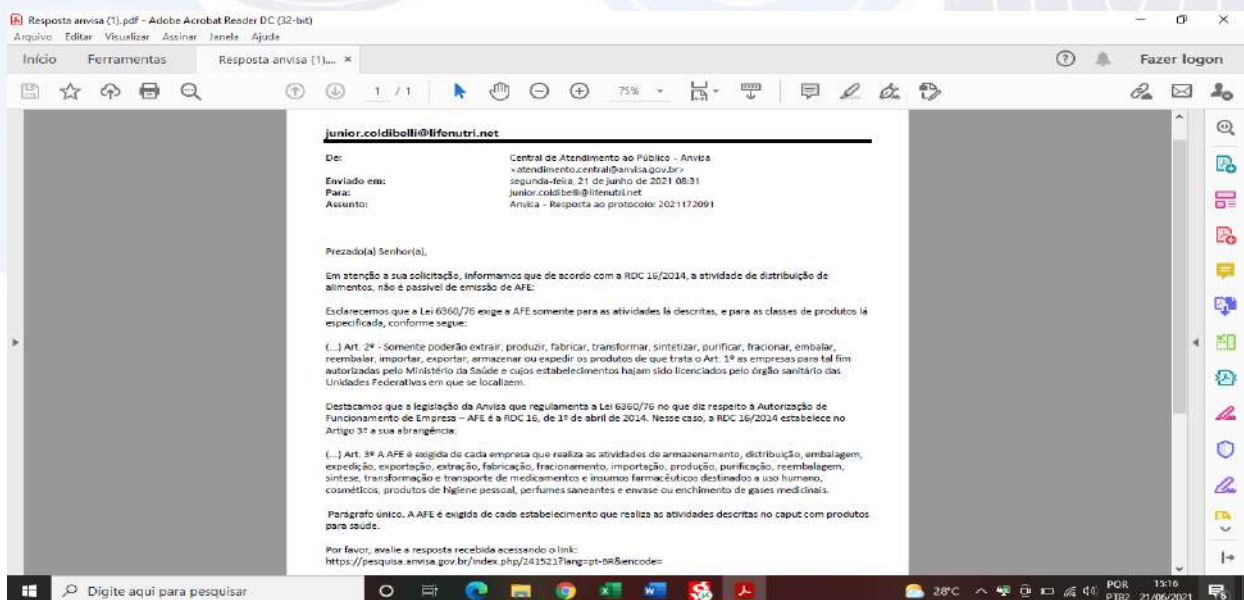 Resposta anvisa (1).pdf - Adobe Acrobat Reader DC (32-bit)
Arquivo Editar Visualizar Assinar Janela Ajuda
Início Ferramentas Resposta anvisa (1).... × Fazer logon
1 / 1 75%
junior.coldibelli@lifenutri.net
De: Central de Atendimento ao Público - Anvisa
<atendimento.central@anvisa.gov.br>
Enviado em: segunda-feira, 21 de junho de 2021 08:31
Para: junior.coldibelli@lifenutri.net
Assunto: Anvisa - Resposta ao protocolo: 2021172091
Prezado(a) Senhor(a),
Em atenção a sua solicitação, informamos que de acordo com a RDC 16/2014, a atividade de distribuição de
alimentos, não é passível de emissão de AFE:
Esclarecemos que a Lei 6360/76 exige a AFE somente para as atividades lá descritas, e para as classes de produtos lá
especificada, conforme segue:
(...) Art. 2º - Somente poderão extrair, produzir, fabricar, transformar, sintetizar, purificar, fracionar, embalar,
reembalar, importar, exportar, armazenar ou expedir os produtos de que trata o Art. 1º as empresas para tal fim
autorizadas pelo Ministério da Saúde e cujos estabelecimentos hajam sido licenciados pelo órgão sanitário das
Unidades Federativas em que se localizem.
Destacamos que a legislação da Anvisa que regulamenta a Lei 6360/76 no que diz respeito à Autorização de
Funcionamento de Empresa – AFE é a RDC 16, de 1º de abril de 2014. Nesse caso, a RDC 16/2014 estabelece no
Artigo 3º a sua abrangência:
(...) Art. 3º A AFE é exigida de cada empresa que realiza as atividades de armazenamento, distribuição, embalagem,
expedição, exportação, extração, fabricação, fracionamento, importação, produção, purificação, reembalagem,
síntese, transformação e transporte de medicamentos e insumos farmacêuticos destinados a uso humano,
cosméticos, produtos de higiene pessoal, perfumes saneantes e envase ou enchimento de gases medicinais.
Parágrafo único. A AFE é exigida de cada estabelecimento que realiza as atividades descritas no caput com produtos
para saúde.
Por favor, avalie a resposta recebida acessando o link:
https://pesquisa.anvisa.gov.br/index.php/241521?lang=pt-BR&encode=
Digite aqui para pesquisar 28°C POR 15:16
PTB2 21/06/2021